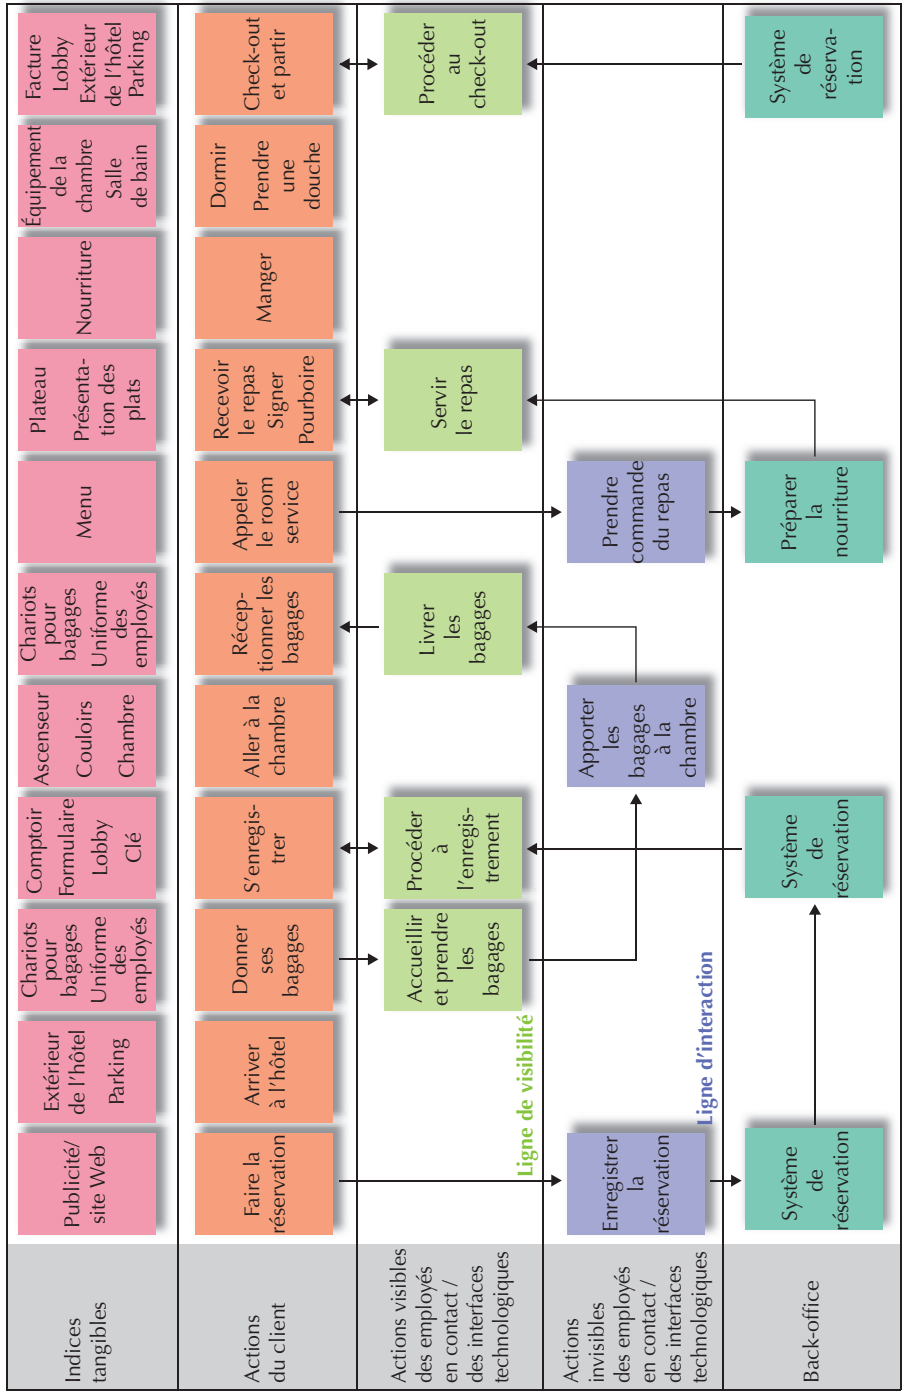 Indices
tangibles
Publicité/
site Web
Extérieur
de l'hôtel
Parking
Chariots
pour
bagages
Uniforme
des
employés
Comptoir
Formulaire
Lobby
Clé
Ascenseur
Couloirs
Chambre
Chariots
pour
bagages
Uniforme
des
employés
Menu
Plateau
Présenta-
tion des
plats
Nourriture
Équipement
de la
chambre
Salle
de bain
Facture
Lobby
Extérieur
de l'hôtel
Parking
Actions
du client
Faire la
réservation
Arriver
à l'hôtel
Donner
ses
bagages
S'enregis-
trer
Aller à la
chambre
Récep-
tionner les
bagages
Appeler
le room
service
Recevoir
le repas
Signer
Pourboire
Manger
Dormir
Prendre
une
douche
Check-out
et partir
Actions visibles
des employés
en contact /
des interfaces
technologiques
Accueillir
et prendre
les
bagages
Procéder
à
l'enregis-
trement
Livrer
les
bagages
Servir
le repas
Procéder
au
check-out
Ligne de visibilité
Actions
invisibles
des employés
en contact /
des interfaces
technologiques
Enregistrer
la
réservation
Apporter
les
bagages
à la
chambre
Prendre
commande
du repas
Ligne d'interaction
Back-office
Système
de
réservation
Système
de
réservation
Préparer
la
nourriture
Système
de
réserva-
tion